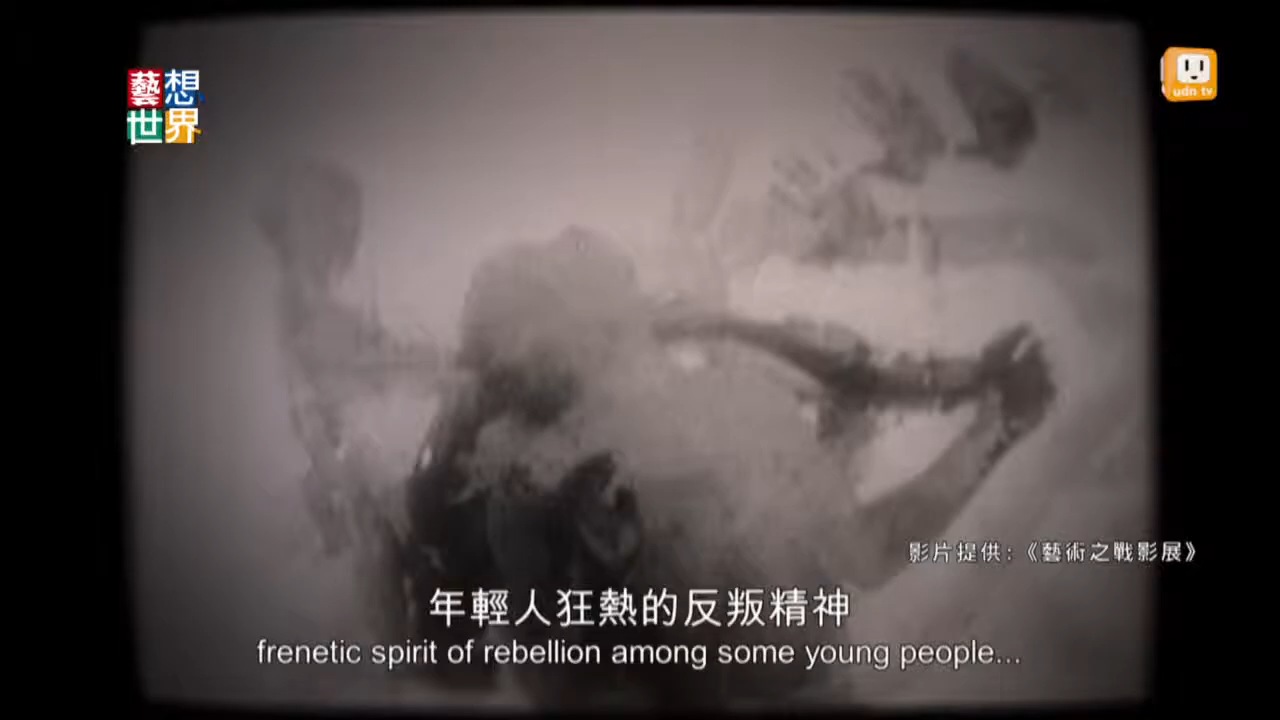 藝想
世界
udn tv
影片提供:《藝術之戰影展》
年輕人狂熱的反叛精神
frenetic spirit of rebellion among some young people...